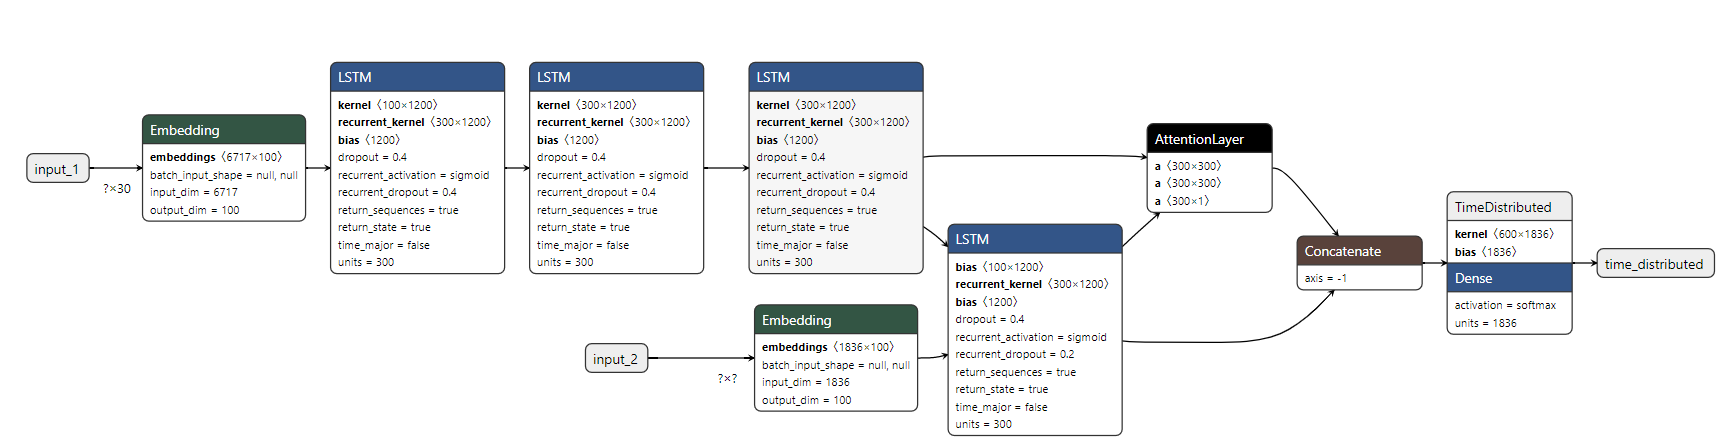 input_1
?×30
Embedding
embeddings 〈6717×100〉
batch_input_shape = null, null
input_dim = 6717
output_dim = 100
LSTM
kernel 〈100×1200〉
recurrent_kernel 〈300×1200〉
bias 〈1200〉
dropout = 0.4
recurrent_activation = sigmoid
recurrent_dropout = 0.4
return_sequences = true
return_state = true
time_major = false
units = 300
LSTM
kernel 〈300×1200〉
recurrent_kernel 〈300×1200〉
bias 〈1200〉
dropout = 0.4
recurrent_activation = sigmoid
recurrent_dropout = 0.4
return_sequences = true
return_state = true
time_major = false
units = 300
LSTM
kernel 〈300×1200〉
recurrent_kernel 〈300×1200〉
bias 〈1200〉
dropout = 0.4
recurrent_activation = sigmoid
recurrent_dropout = 0.4
return_sequences = true
return_state = true
time_major = false
units = 300
input_2
?×?
Embedding
embeddings 〈1836×100〉
batch_input_shape = null, null
input_dim = 1836
output_dim = 100
LSTM
bias 〈100×1200〉
recurrent_kernel 〈300×1200〉
bias 〈1200〉
dropout = 0.4
recurrent_activation = sigmoid
recurrent_dropout = 0.2
return_sequences = true
return_state = true
time_major = false
units = 300
AttentionLayer
a 〈300×300〉
a 〈300×300〉
a 〈300×1〉
Concatenate
axis = -1
TimeDistributed
kernel 〈600×1836〉
bias 〈1836〉
Dense
activation = softmax
units = 1836
time_distributed